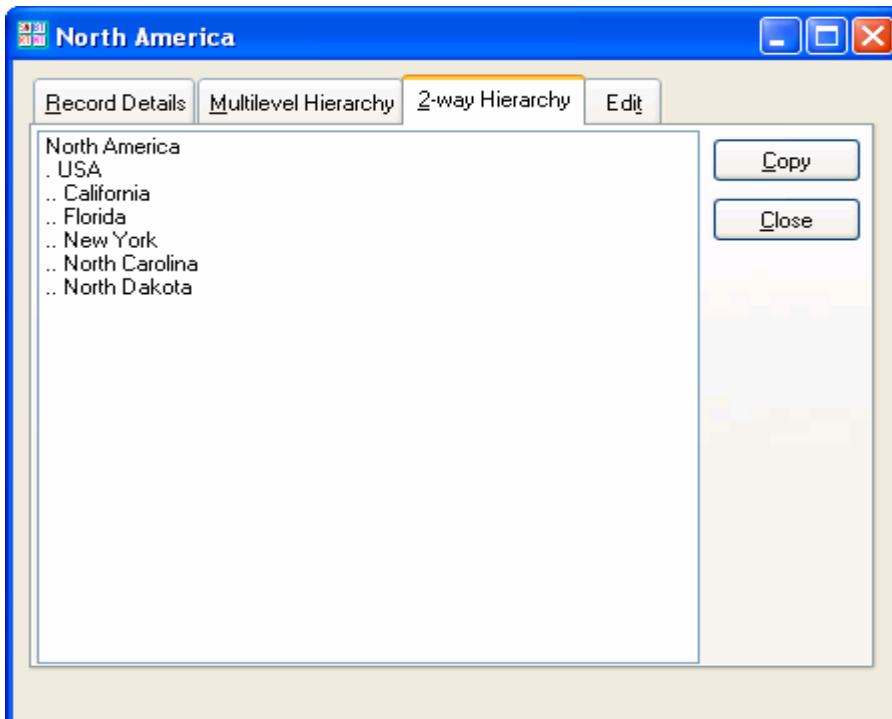 North America
Record Details Multilevel Hierarchy 2-way Hierarchy Edit
North America
. USA
.. California
.. Florida
.. New York
.. North Carolina
.. North Dakota
Copy
Close